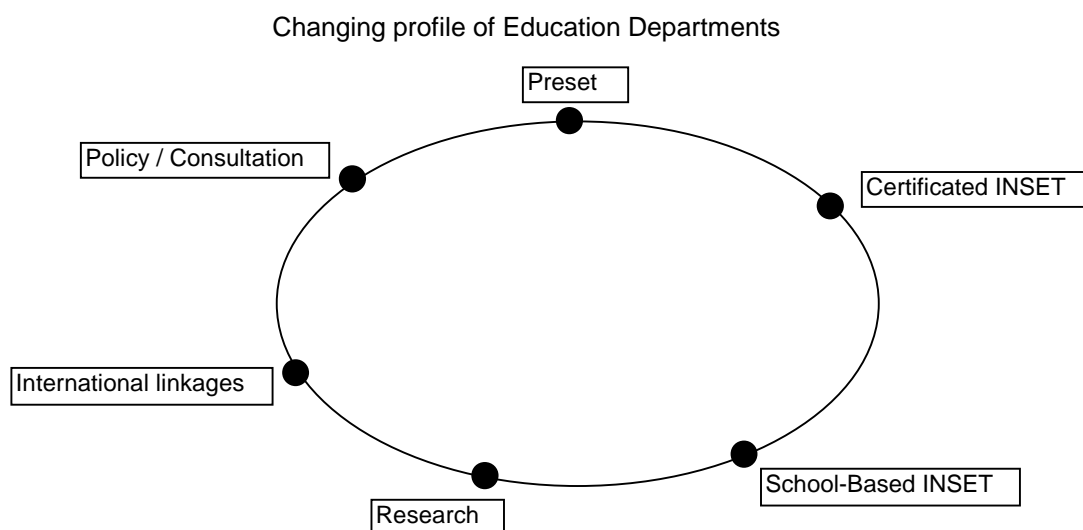 Changing profile of Education Departments
Preset
Policy / Consultation
Certificated INSET
International linkages
School-Based INSET
Research